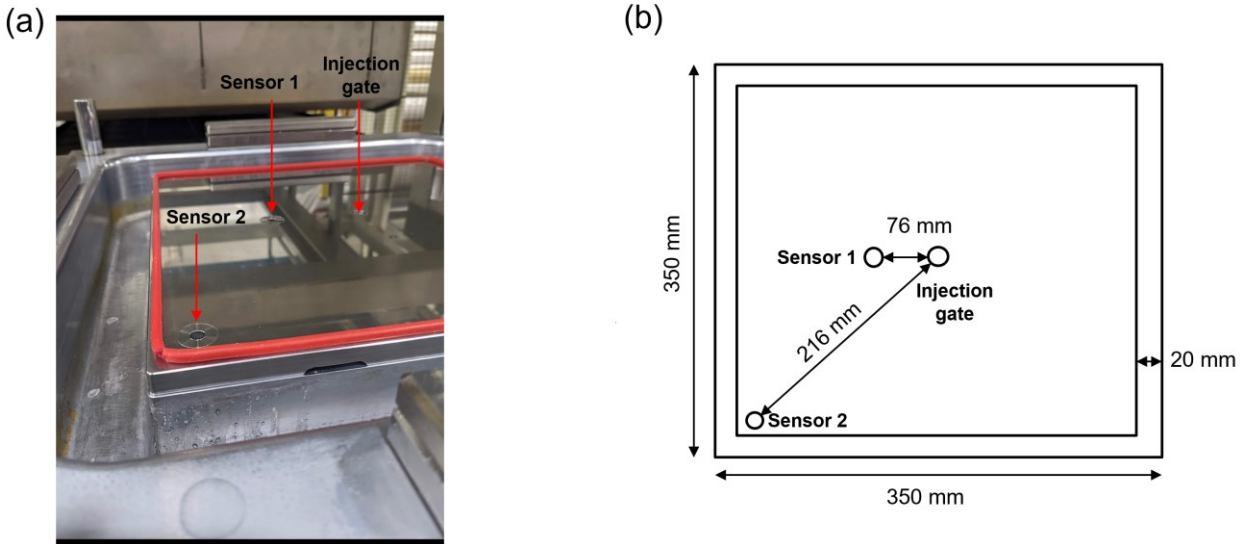 (a)
Sensor 1
Injection
gate
Sensor 2
(b)
350 mm
76 mm
Sensor 1
Injection
gate
216 mm
20 mm
Sensor 2
350 mm